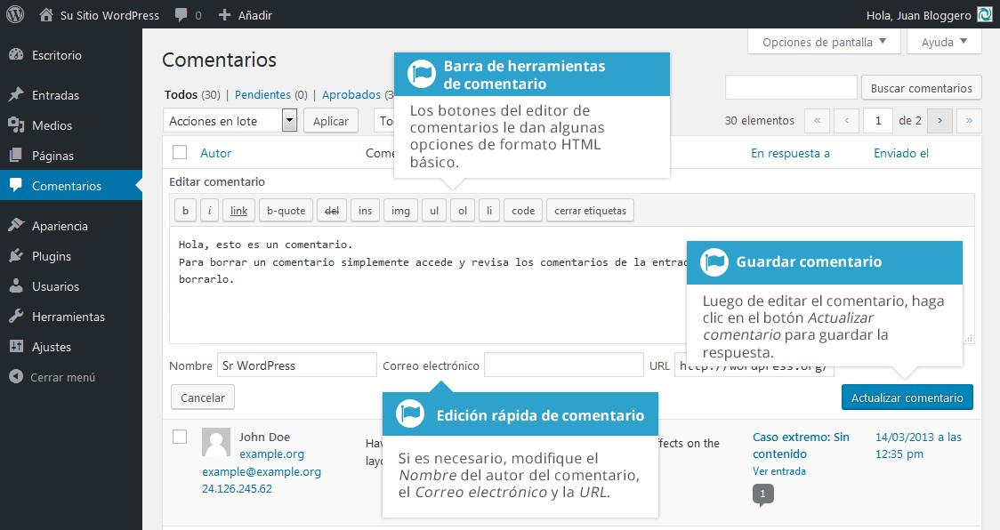 Su Sitio WordPress 0 + Añadir Hola, Juan Bloggero
Opciones de pantalla ▼ Ayuda ▼
Escritorio
Entradas
Medios
Páginas
Comentarios
Apariencia
Plugins
Usuarios
Herramientas
Ajustes
Cerrar menú
Comentarios
Todos (30) | Pendientes (0) | Aprobados
Buscar comentarios
Acciones en lote Aplicar
30 elementos « ‹ 1 de 2 › »
Barra de herramientas
de comentario
Los botones del editor de
comentarios le dan algunas
opciones de formato HTML
básico.
Autor En respuesta a Enviado el
Editar comentario
b i link b-quote del ins img ul ol li code cerrar etiquetas
Hola, esto es un comentario.
Para borrar un comentario simplemente accede y revisa los comentarios de la
borrarlo.
Guardar comentario
Luego de editar el comentario, haga
clic en el botón Actualizar
comentario para guardar la
respuesta.
Nombre Sr WordPress Correo electrónico URL http://wordpress.org/
Cancelar Actualizar comentario
Edición rápida de comentario
Si es necesario, modifique el
Nombre del autor del comentario,
el Correo electrónico y la URL.
John Doe
example.org
example@example.org
24.126.245.62
on the
Caso extremo: Sin
contenido
Ver entrada
1
14/03/2013 a las
12:35 pm